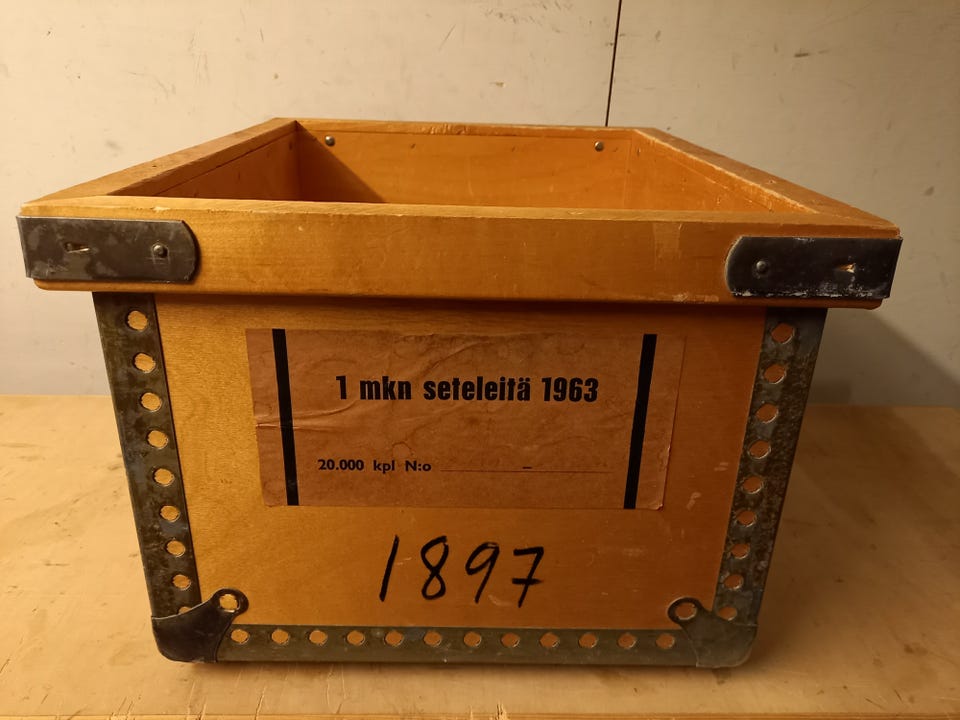 1 mkn seteleitä 1963
20.000 kpl N:o – 
1897